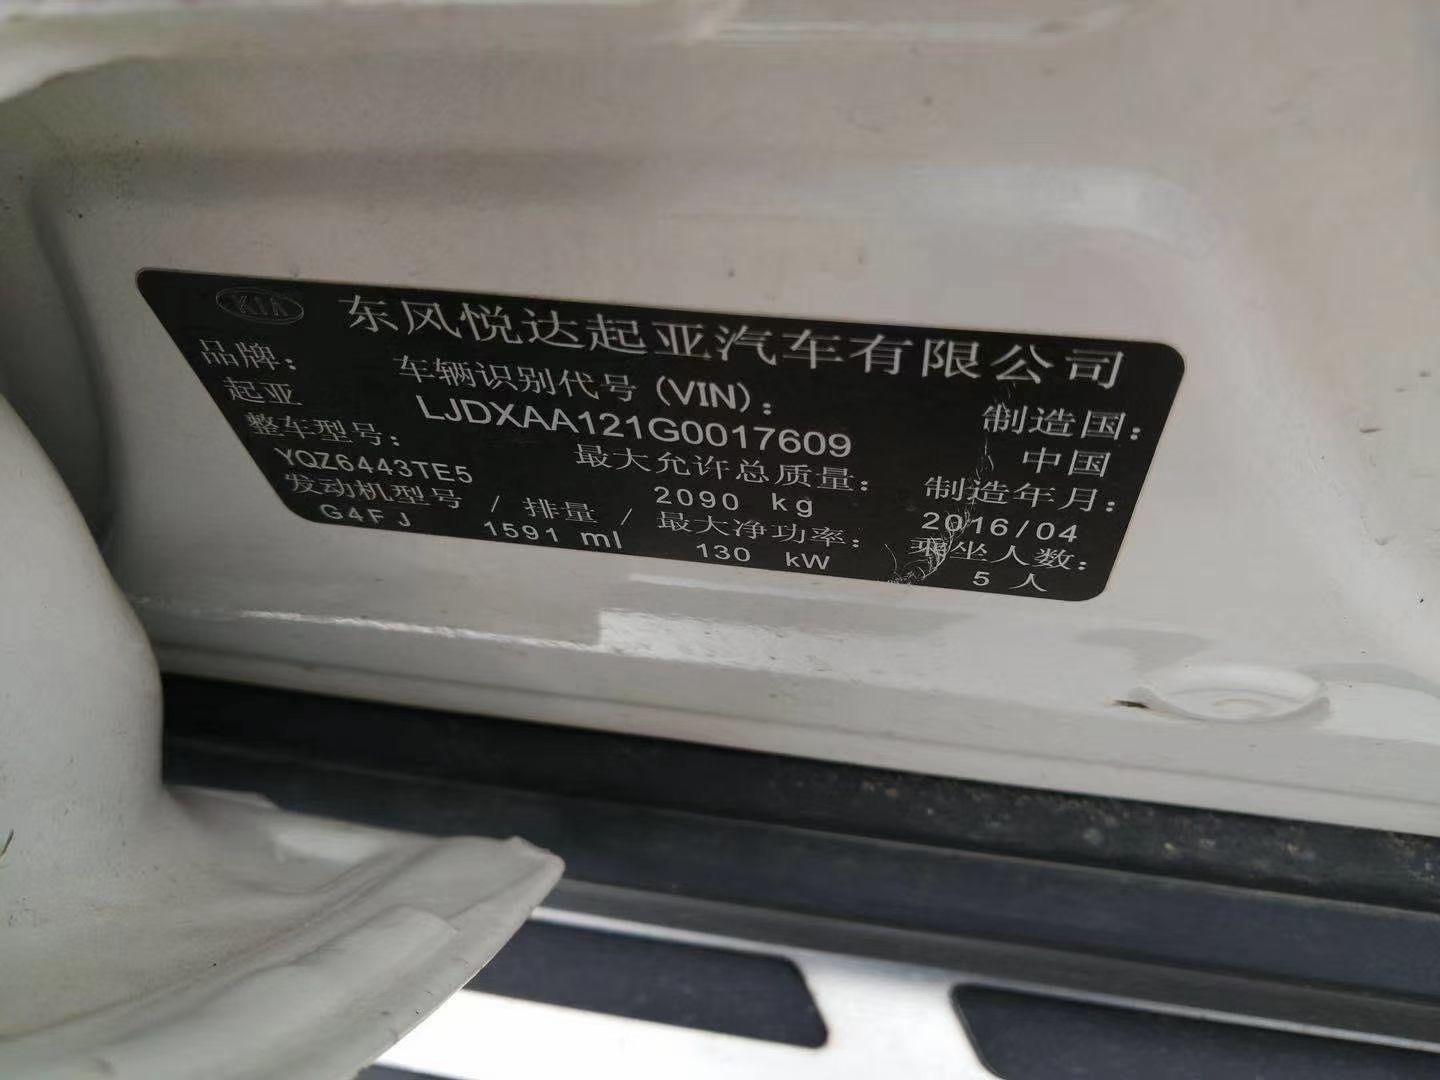 KIA 东风悦达起亚汽车有限公司
品牌： 车辆识别代号（VIN）： 制造国：
起亚 LJDXAA121G0017609 中国
整车型号： 最大允许总质量： 制造年月：
YQZ6443TE5 2090 kg 2016/04
发动机型号 / 排量 / 最大净功率： 乘坐人数：
G4FJ 1591 ml 130 kW 5 人